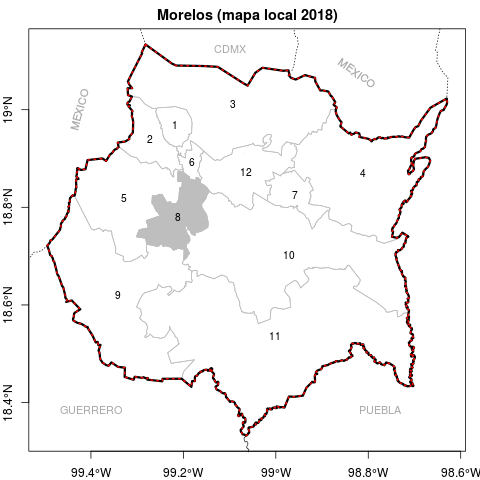 Morelos (mapa local 2018)
CDMX
MEXICO
MEXICO
19°N
3
1
2
6
12
4
18.8°N
5
7
8
10
18.6°N
9
11
18.4°N
GUERRERO
PUEBLA
99.4°W
99.2°W
99°W
98.8°W
98.6°W